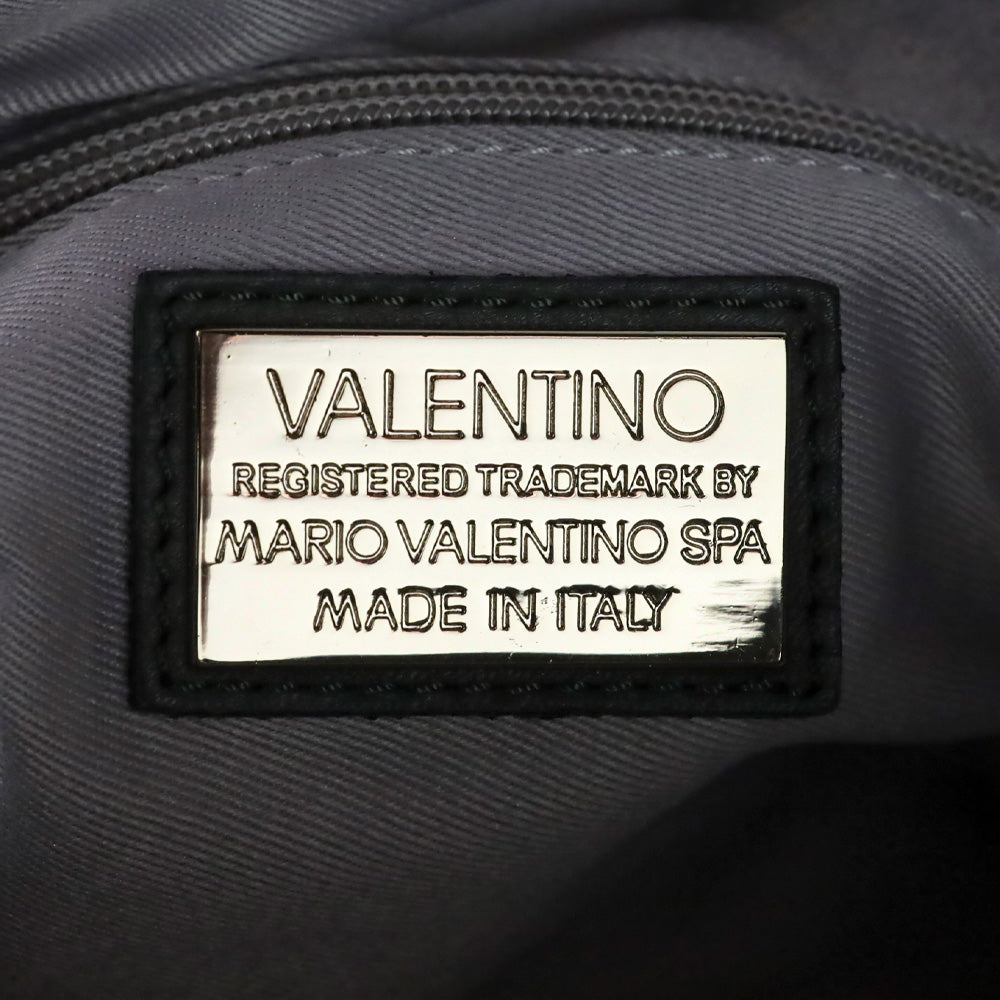 VALENTINO
REGISTERED TRADEMARK BY
MARIO VALENTINO SPA
MADE IN ITALY